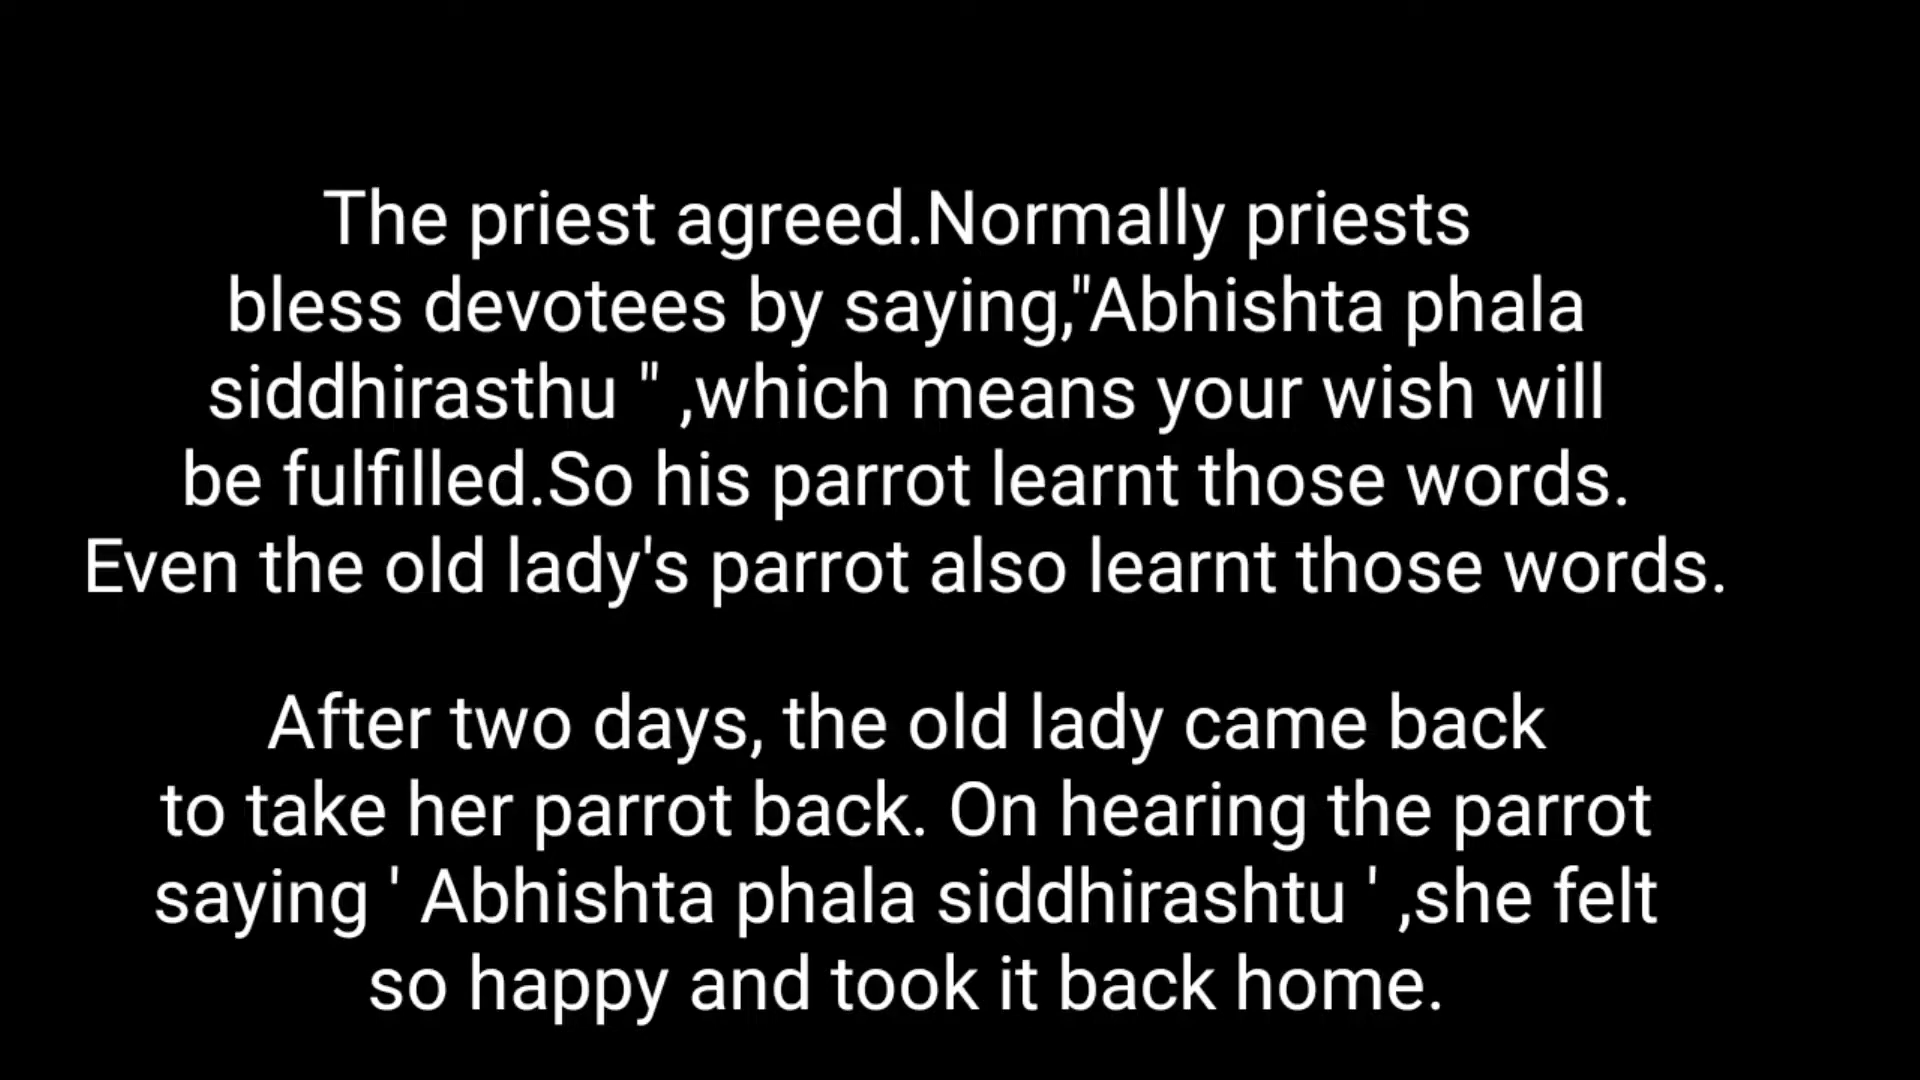 The priest agreed.Normally priests
bless devotees by saying,"Abhishta phala
siddhirasthu " ,which means your wish will
be fulfilled.So his parrot learnt those words.
Even the old lady's parrot also learnt those words.
After two days, the old lady came back
to take her parrot back. On hearing the parrot
saying ' Abhishta phala siddhirashtu ' ,she felt
so happy and took it back home.